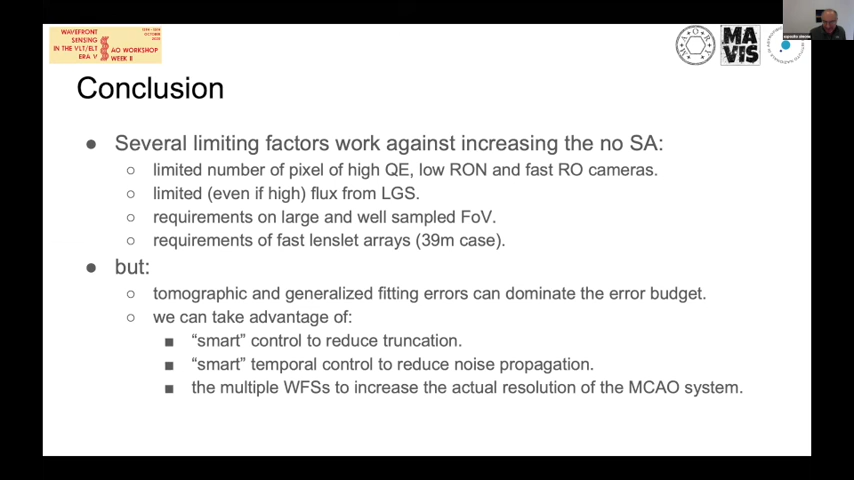 WAVEFRONT
SENSING
IN THE VLT/ELT
ERA V
AO WORKSHOP
WEEK II
OCTOBER
2020
MAORY
MA
VIS
Conclusion
● Several limiting factors work against increasing the no SA:
○ limited number of pixel of high QE, low RON and fast RO cameras.
○ limited (even if high) flux from LGS.
○ requirements on large and well sampled FoV.
○ requirements of fast lenslet arrays (39m case).
● but:
○ tomographic and generalized fitting errors can dominate the error budget.
○ we can take advantage of:
■ “smart” control to reduce truncation.
■ “smart” temporal control to reduce noise propagation.
■ the multiple WFSs to increase the actual resolution of the MCAO system.